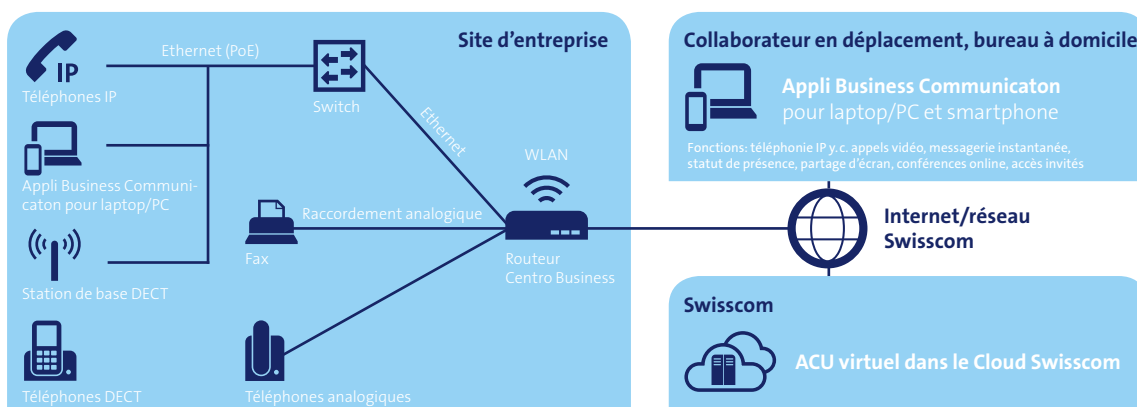 Site d’entreprise
Ethernet (PoE)
IP
Téléphones IP
Switch
Ethernet
WLAN
Appli Business Communi-
caton pour laptop/PC
Raccordement analogique
Fax
Routeur
Centro Business
Station de base DECT
Téléphones DECT
Téléphones analogiques
Collaborateur en déplacement, bureau à domicile
Appli Business Communicaton
pour laptop/PC et smartphone
Fonctions: téléphonie IP y. c. appels vidéo, messagerie instantanée,
statut de présence, partage d’écran, conférences online, accès invités
Internet/réseau
Swisscom
Swisscom
ACU virtuel dans le Cloud Swisscom